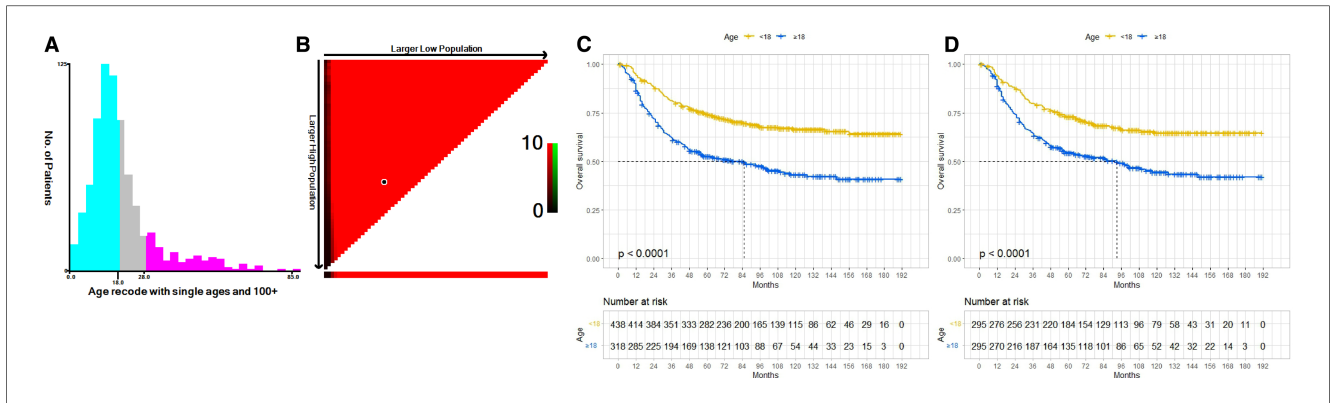 A
125
No. of Patients
0
0.0
18.0
28.0
85.0
Age recode with single ages and 100+
B
Larger Low Population
Larger High Population
10
0
C
Age <18 ≥18
1.00
0.75
0.50
0.25
0.00
Overall survival
p < 0.0001
0 12 24 36 48 60 72 84 96 108 120 132 144 156 168 180 192
Months
Number at risk
Age
<18 438 414 384 351 333 282 236 200 165 139 115 86 62 46 29 16 0
≥18 318 285 225 194 169 138 121 103 88 67 54 44 33 23 15 3 0
0 12 24 36 48 60 72 84 96 108 120 132 144 156 168 180 192
Months
D
Age <18 ≥18
1.00
0.75
0.50
0.25
0.00
Overall survival
p < 0.0001
0 12 24 36 48 60 72 84 96 108 120 132 144 156 168 180 192
Months
Number at risk
Age
<18 295 276 256 231 220 184 154 129 113 96 79 58 43 31 20 11 0
≥18 295 270 216 187 164 135 118 101 86 65 52 42 32 22 14 3 0
0 12 24 36 48 60 72 84 96 108 120 132 144 156 168 180 192
Months